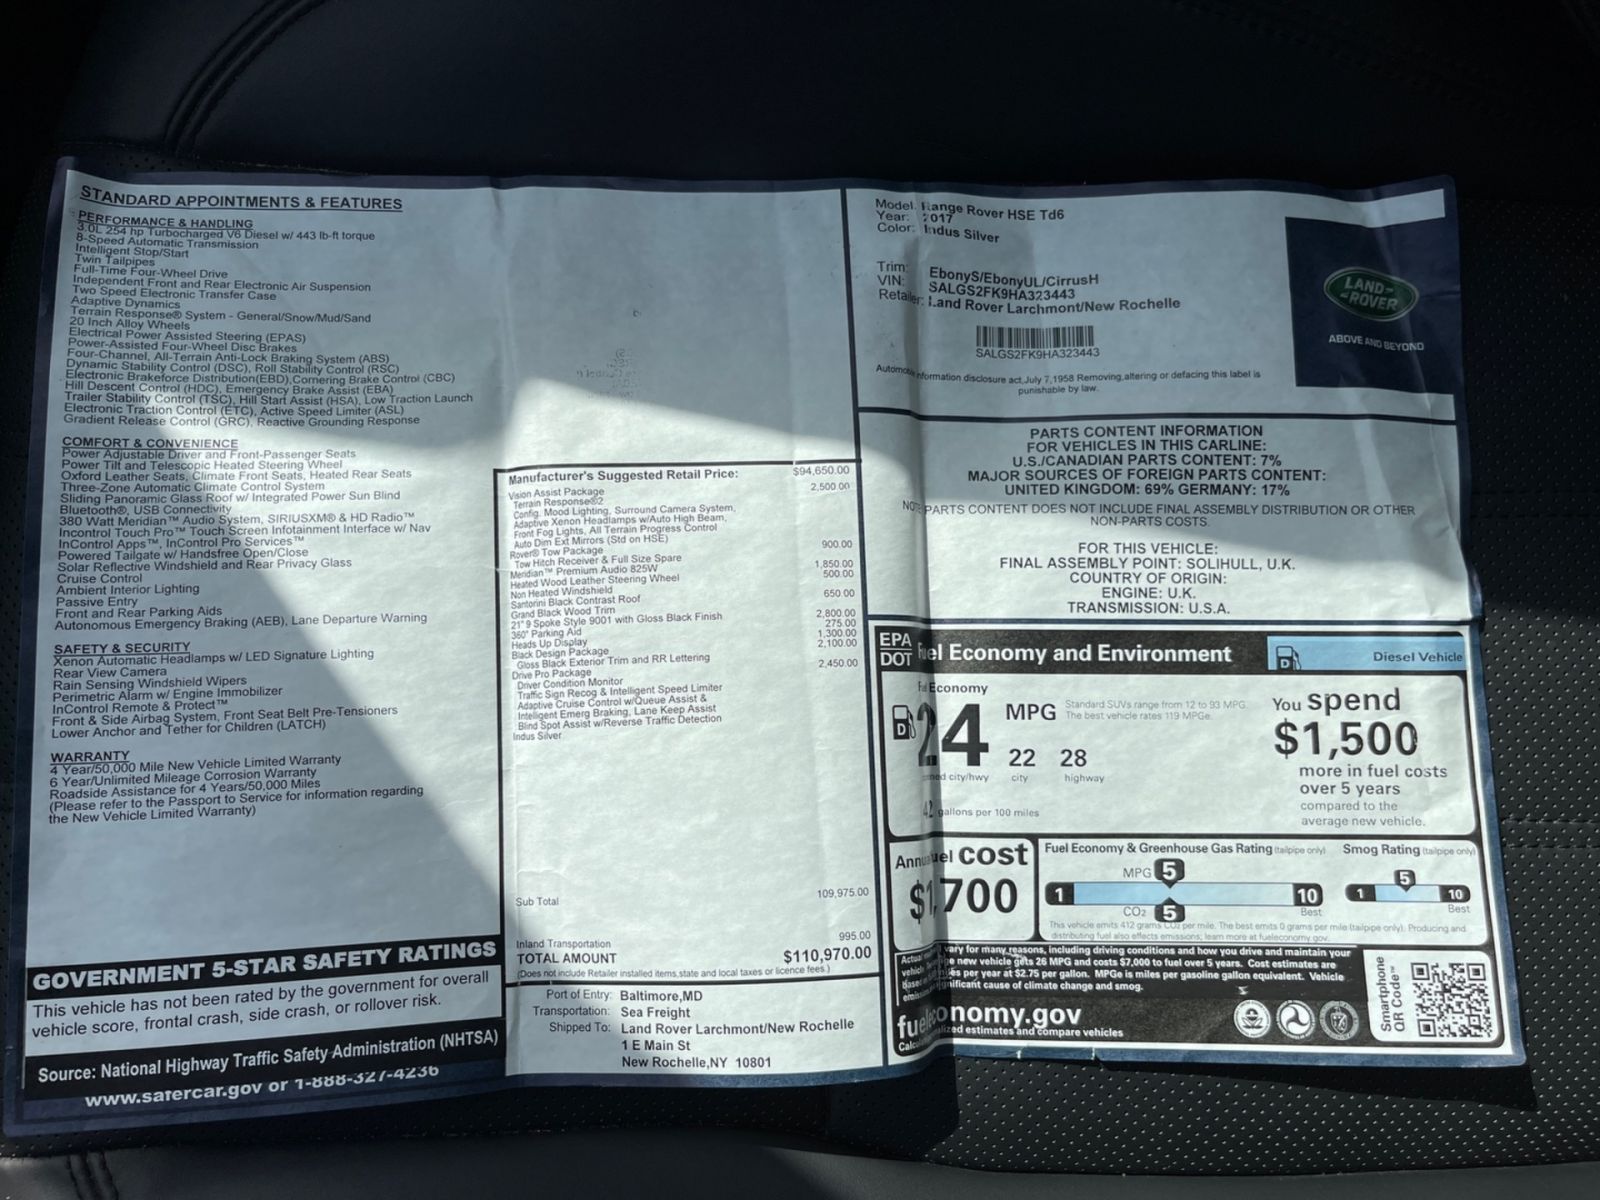 STANDARD APPOINTMENTS & FEATURES
PERFORMANCE & HANDLING
3.0L 254 hp Turbocharged V6 Diesel w/ 443 lb-ft torque
8-Speed Automatic Transmission
Intelligent Stop/Start
Twin Tailpipes
Full-Time Four-Wheel Drive
Independent Front and Rear Electronic Air Suspension
Two Speed Electronic Transfer Case
Adaptive Dynamics
Terrain Response® System - General/Snow/Mud/Sand
20 Inch Alloy Wheels
Electrical Power Assisted Steering (EPAS)
Power-Assisted Four-Wheel Disc Brakes
Four-Channel, All-Terrain Anti-Lock Braking System (ABS)
Dynamic Stability Control (DSC), Roll Stability Control (RSC)
Electronic Brakeforce Distribution(EBD),Cornering Brake Control (CBC)
Hill Descent Control (HDC), Emergency Brake Assist (EBA)
Trailer Stability Control (TSC), Hill Start Assist (HSA), Low Traction Launch
Electronic Traction Control (ETC), Active Speed Limiter (ASL)
Gradient Release Control (GRC), Reactive Grounding Response
COMFORT & CONVENIENCE
Power Adjustable Driver and Front-Passenger Seats
Power Tilt and Telescopic Heated Steering Wheel
Oxford Leather Seats, Climate Front Seats, Heated Rear Seats
Three-Zone Automatic Climate Control System
Sliding Panoramic Glass Roof w/ Integrated Power Sun Blind
Bluetooth®, USB Connectivity
380 Watt Meridian™ Audio System, SIRIUSXM® & HD Radio™
Incontrol Touch Pro™ Touch Screen Infotainment Interface w/ Nav
InControl Apps™, InControl Pro Services™
Powered Tailgate w/ Handsfree Open/Close
Solar Reflective Windshield and Rear Privacy Glass
Cruise Control
Ambient Interior Lighting
Passive Entry
Front and Rear Parking Aids
Autonomous Emergency Braking (AEB), Lane Departure Warning
SAFETY & SECURITY
Xenon Automatic Headlamps w/ LED Signature Lighting
Rear View Camera
Rain Sensing Windshield Wipers
Perimetric Alarm w/ Engine Immobilizer
InControl Remote & Protect™
Front & Side Airbag System, Front Seat Belt Pre-Tensioners
Lower Anchor and Tether for Children (LATCH)
WARRANTY
4 Year/50,000 Mile New Vehicle Limited Warranty
6 Year/Unlimited Mileage Corrosion Warranty
Roadside Assistance for 4 Years/50,000 Miles
(Please refer to the Passport to Service for information regarding
the New Vehicle Limited Warranty)
GOVERNMENT 5-STAR SAFETY RATINGS
This vehicle has not been rated by the government for overall
vehicle score, frontal crash, side crash, or rollover risk.
Source: National Highway Traffic Safety Administration (NHTSA)
www.safercar.gov or 1-888-327-4236
Manufacturer's Suggested Retail Price: $94,650.00
Vision Assist Package 2,500.00
Terrain Response®2
Config. Mood Lighting, Surround Camera System,
Adaptive Xenon Headlamps w/Auto High Beam,
Front Fog Lights, All Terrain Progress Control
Auto Dim Ext Mirrors (Std on HSE)
Rover® Tow Package 900.00
Tow Hitch Receiver & Full Size Spare
Meridian™ Premium Audio 825W 1,850.00
Heated Wood Leather Steering Wheel 500.00
Non Heated Windshield
Santorini Black Contrast Roof 650.00
Grand Black Wood Trim
21" 9 Spoke Style 9001 with Gloss Black Finish 2,800.00
360° Parking Aid 275.00
Heads Up Display 1,300.00
Black Design Package 2,100.00
Gloss Black Exterior Trim and RR Lettering
Drive Pro Package 2,450.00
Driver Condition Monitor
Traffic Sign Recog & Intelligent Speed Limiter
Adaptive Cruise Control w/Queue Assist &
Intelligent Emerg Braking, Lane Keep Assist
Blind Spot Assist w/Reverse Traffic Detection
Indus Silver
Sub Total 109,975.00
Inland Transportation 995.00
TOTAL AMOUNT $110,970.00
(Does not include Retailer installed items,state and local taxes or licence fees.)
Port of Entry: Baltimore,MD
Transportation: Sea Freight
Shipped To: Land Rover Larchmont/New Rochelle
1 E Main St
New Rochelle,NY 10801
Model: Range Rover HSE Td6
Year: 2017
Color: Indus Silver
Trim: EbonyS/EbonyUL/CirrusH
VIN: SALGS2FK9HA323443
Retailer: Land Rover Larchmont/New Rochelle
SALGS2FK9HA323443
information disclosure act,July 7,1958 Removing,altering or defacing this label is
punishable by law.
LAND-
-ROVER
ABOVE AND BEYOND
PARTS CONTENT INFORMATION
FOR VEHICLES IN THIS CARLINE:
U.S./CANADIAN PARTS CONTENT: 7%
MAJOR SOURCES OF FOREIGN PARTS CONTENT:
UNITED KINGDOM: 69% GERMANY: 17%
PARTS CONTENT DOES NOT INCLUDE FINAL ASSEMBLY DISTRIBUTION OR OTHER
NON-PARTS COSTS.
FOR THIS VEHICLE:
FINAL ASSEMBLY POINT: SOLIHULL, U.K.
COUNTRY OF ORIGIN:
ENGINE: U.K.
TRANSMISSION: U.S.A.
EPA
DOT
Fuel Economy and Environment
D
Diesel Vehicle
Fuel Economy
D
24 MPG
Standard SUVs range from 12 to 93 MPG.
The best vehicle rates 119 MPGe.
22 28
city/hwy city highway
gallons per 100 miles
You spend
$1,500
more in fuel costs
over 5 years
compared to the
average new vehicle.
Annual fuel cost
$1,700
Fuel Economy & Greenhouse Gas Rating (tailpipe only)
MPG 5
1 10
CO2 5 Best
This vehicle emits 412 grams CO2 per mile. The best emits 0 grams per mile (tailpipe only). Producing and
distributing fuel also effects emissions; learn more at fueleconomy.gov.
Smog Rating (tailpipe only)
5
1 10
Best
Actual vary for many reasons, including driving conditions and how you drive and maintain your
new vehicle gets 26 MPG and costs $7,000 to fuel over 5 years. Cost estimates are
per year at $2.75 per gallon. MPGe is miles per gasoline gallon equivalent. Vehicle
significant cause of climate change and smog.
fueleconomy.gov
estimates and compare vehicles
Smartphone
QR Code™